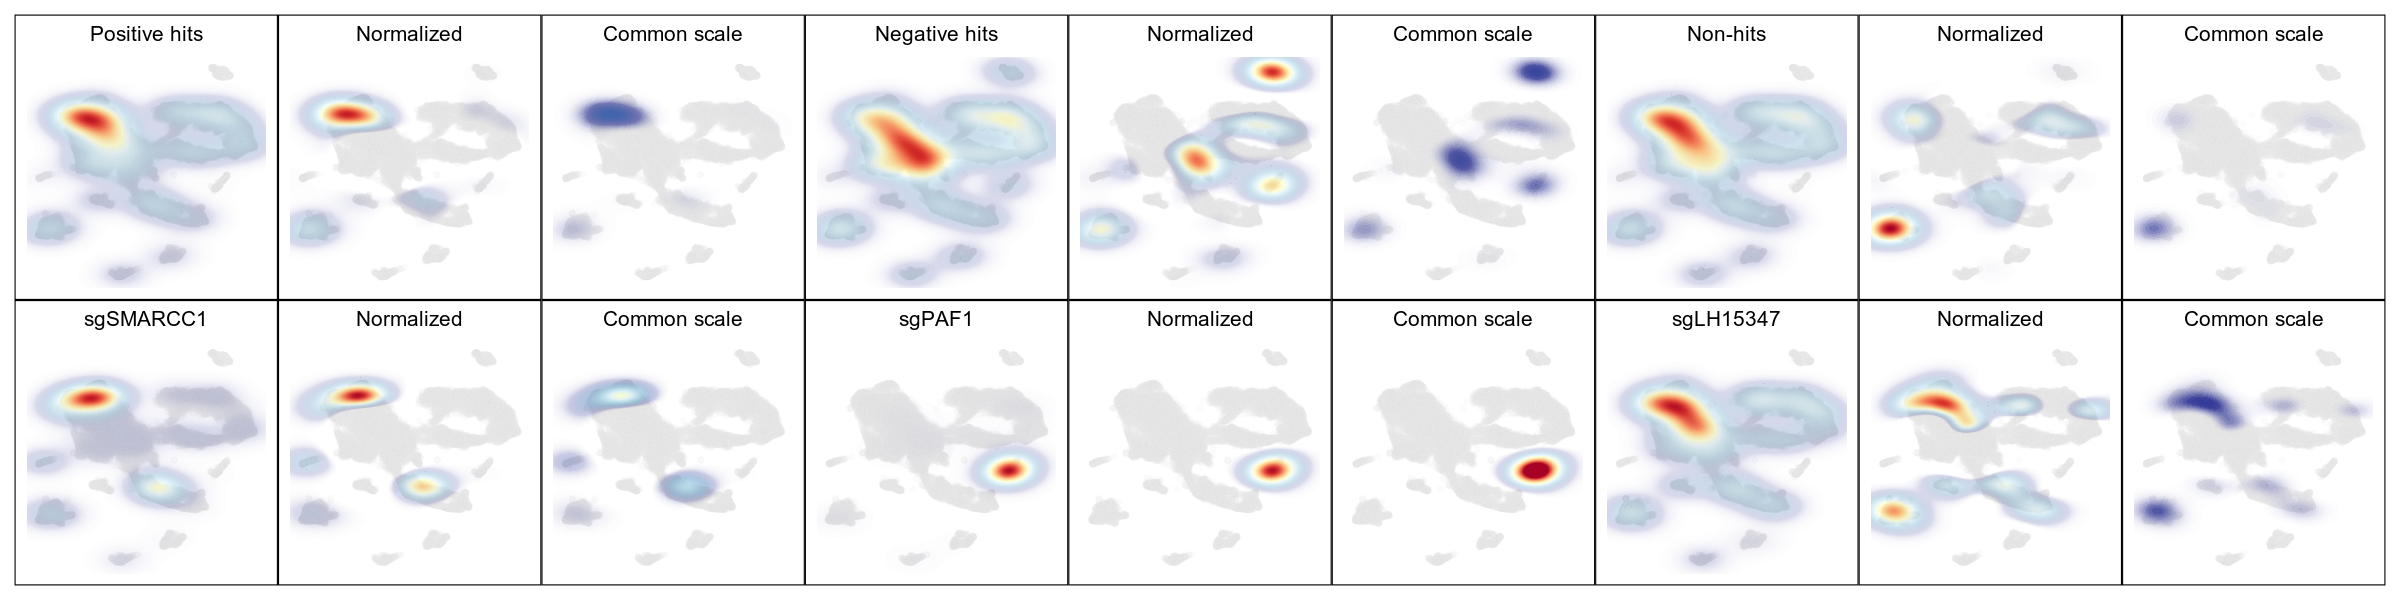 Positive hits
Normalized
Common scale
Negative hits
Normalized
Common scale
Non-hits
Normalized
Common scale
sgSMARCC1
Normalized
Common scale
sgPAF1
Normalized
Common scale
sgLH15347
Normalized
Common scale